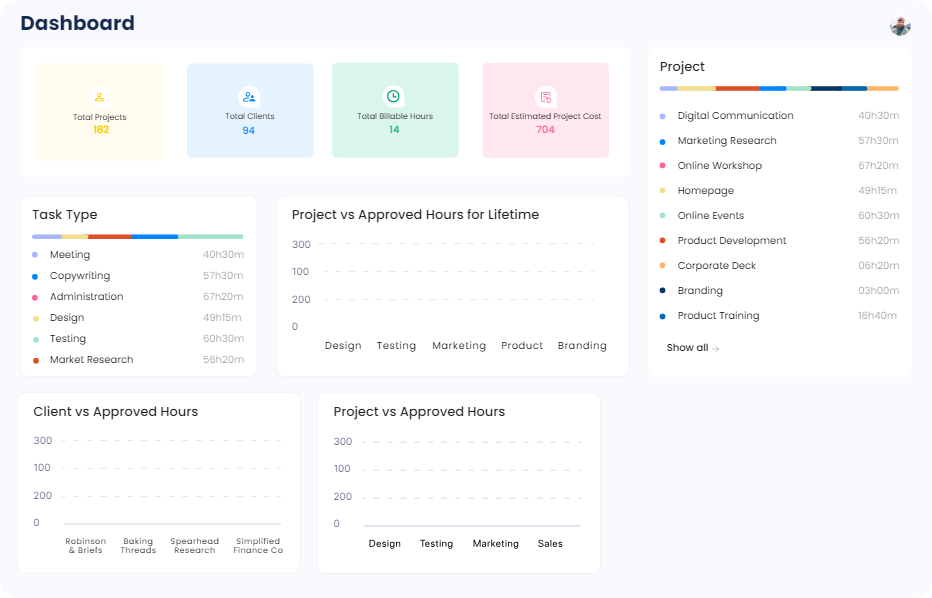 Dashboard
Total Projects
182
Total Clients
94
Total Billable Hours
14
Total Estimated Project Cost
704
Project
Digital Communication 40h30m
Marketing Research 57h30m
Online Workshop 67h20m
Homepage 49h15m
Online Events 60h30m
Product Development 56h20m
Corporate Deck 06h20m
Branding 03h00m
Product Training 16h40m
Show all →
Task Type
Meeting 40h30m
Copywriting 57h30m
Administration 67h20m
Design 49h15m
Testing 60h30m
Market Research 56h20m
Project vs Approved Hours for Lifetime
300
100
200
0
Design Testing Marketing Product Branding
Client vs Approved Hours
300
100
200
0
Robinson
& Briefs
Baking
Threads
Spearhead
Research
Simplified
Finance Co
Project vs Approved Hours
300
100
200
0
Design Testing Marketing Sales